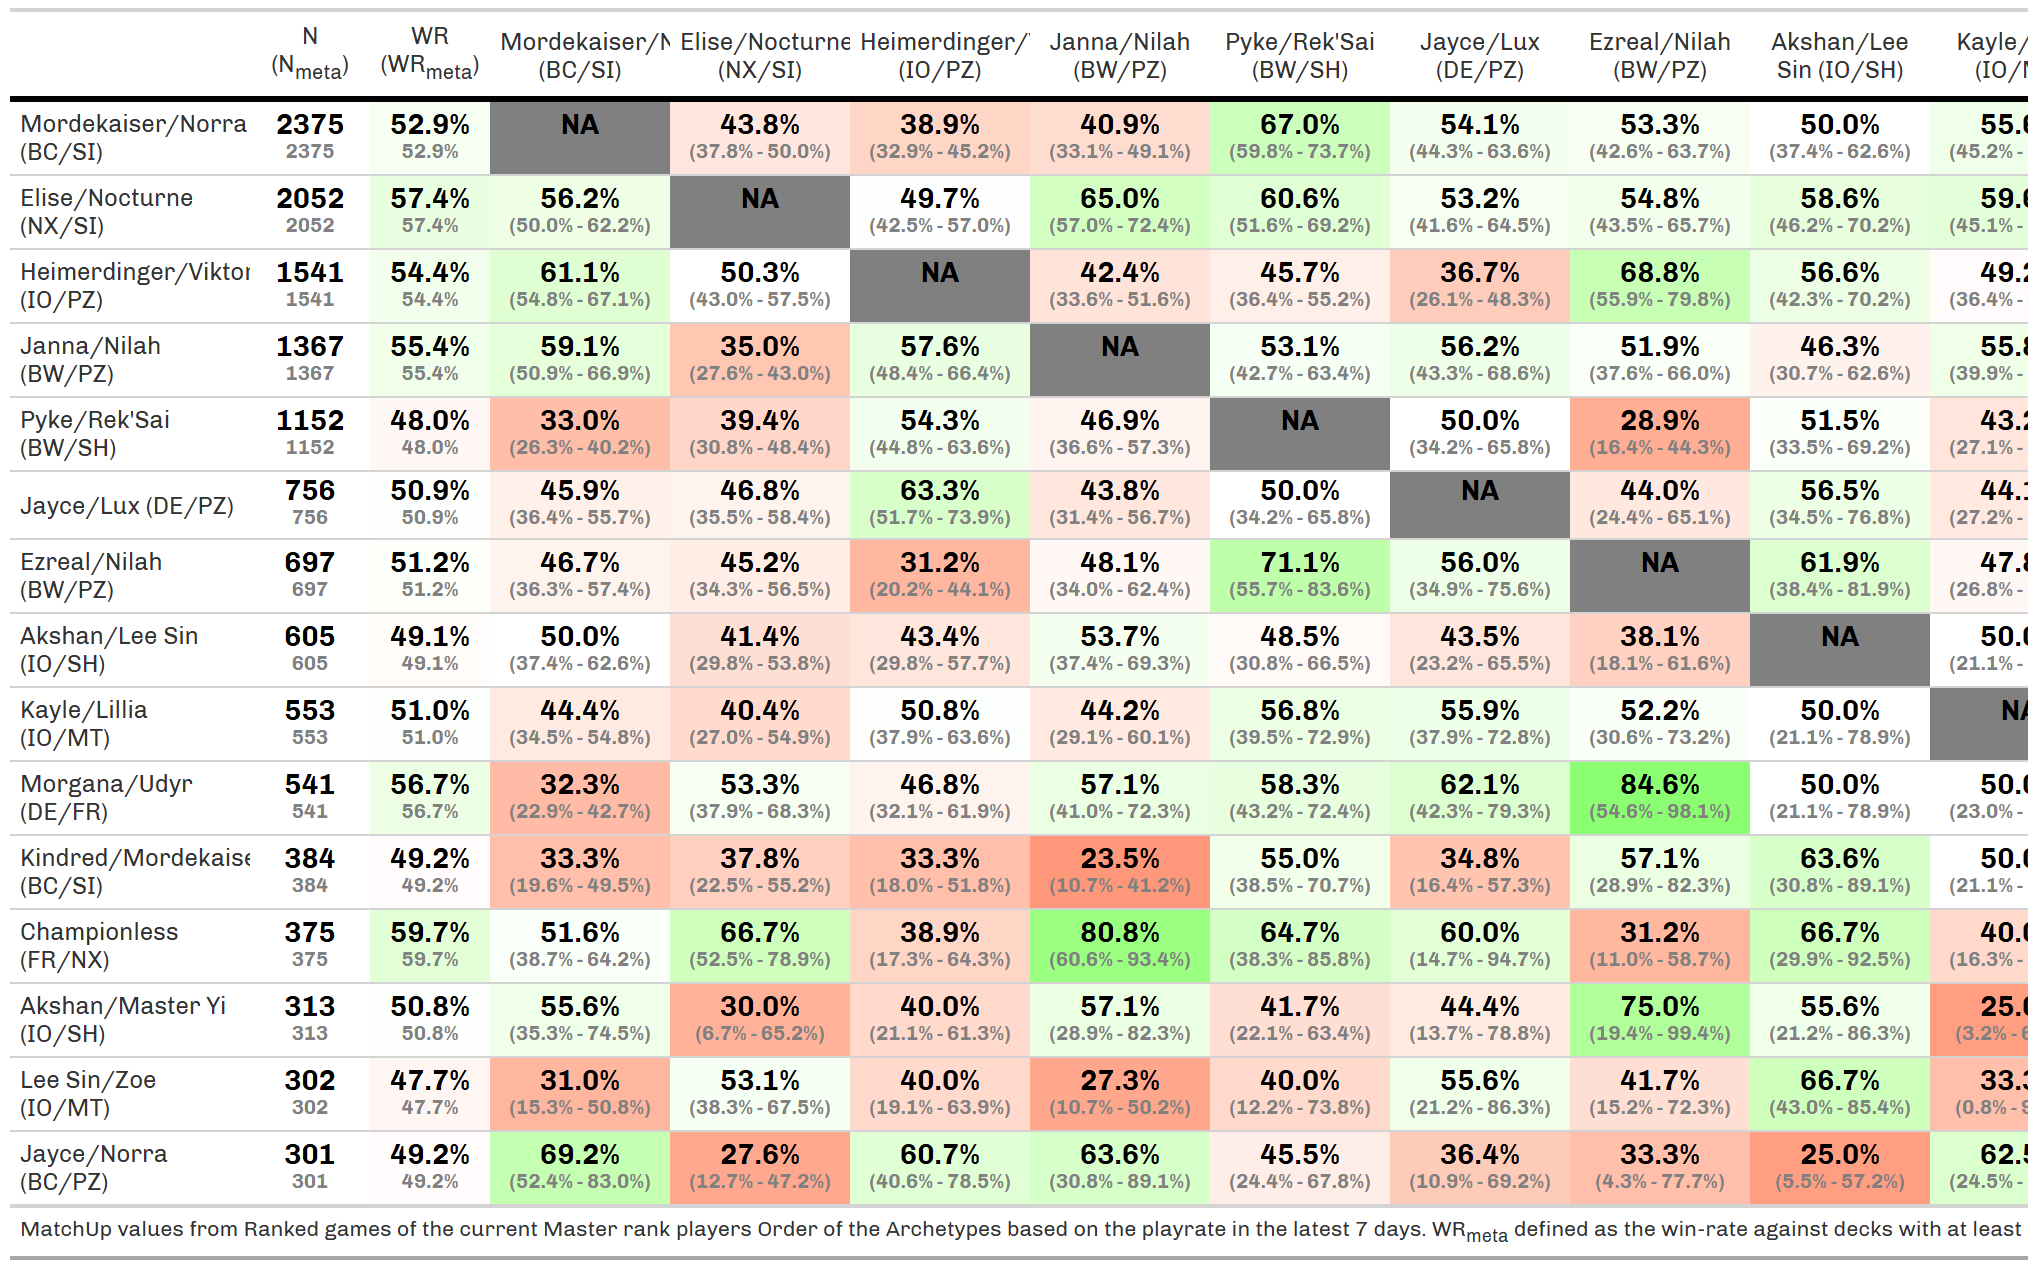 N WR Mordekaiser/N Elise/Nocturne Heimerdinger/ Janna/Nilah Pyke/Rek'Sai Jayce/Lux Ezreal/Nilah Akshan/Lee Kayle/
(Nmeta) (WRmeta) (BC/SI) (NX/SI) (IO/PZ) (BW/PZ) (BW/SH) (DE/PZ) (BW/PZ) Sin (IO/SH) (IO/M
Mordekaiser/Norra 2375 52.9% NA 43.8% 38.9% 40.9% 67.0% 54.1% 53.3% 50.0% 55.6
(BC/SI) 2375 52.9% (37.8% - 50.0%) (32.9% - 45.2%) (33.1% - 49.1%) (59.8% - 73.7%) (44.3% - 63.6%) (42.6% - 63.7%) (37.4% - 62.6%) (45.2% -
Elise/Nocturne 2052 57.4% 56.2% NA 49.7% 65.0% 60.6% 53.2% 54.8% 58.6% 59.6
(NX/SI) 2052 57.4% (50.0% - 62.2%) (42.5% - 57.0%) (57.0% - 72.4%) (51.6% - 69.2%) (41.6% - 64.5%) (43.5% - 65.7%) (46.2% - 70.2%) (45.1% -
Heimerdinger/Viktor 1541 54.4% 61.1% 50.3% NA 42.4% 45.7% 36.7% 68.8% 56.6% 49.2
(IO/PZ) 1541 54.4% (54.8% - 67.1%) (43.0% - 57.5%) (33.6% - 51.6%) (36.4% - 55.2%) (26.1% - 48.3%) (55.9% - 79.8%) (42.3% - 70.2%) (36.4% -
Janna/Nilah 1367 55.4% 59.1% 35.0% 57.6% NA 53.1% 56.2% 51.9% 46.3% 55.8
(BW/PZ) 1367 55.4% (50.9% - 66.9%) (27.6% - 43.0%) (48.4% - 66.4%) (42.7% - 63.4%) (43.3% - 68.6%) (37.6% - 66.0%) (30.7% - 62.6%) (39.9% -
Pyke/Rek'Sai 1152 48.0% 33.0% 39.4% 54.3% 46.9% NA 50.0% 28.9% 51.5% 43.2
(BW/SH) 1152 48.0% (26.3% - 40.2%) (30.8% - 48.4%) (44.8% - 63.6%) (36.6% - 57.3%) (34.2% - 65.8%) (16.4% - 44.3%) (33.5% - 69.2%) (27.1% -
Jayce/Lux (DE/PZ) 756 50.9% 45.9% 46.8% 63.3% 43.8% 50.0% NA 44.0% 56.5% 44.1
756 50.9% (36.4% - 55.7%) (35.5% - 58.4%) (51.7% - 73.9%) (31.4% - 56.7%) (34.2% - 65.8%) (24.4% - 65.1%) (34.5% - 76.8%) (27.2% -
Ezreal/Nilah 697 51.2% 46.7% 45.2% 31.2% 48.1% 71.1% 56.0% NA 61.9% 47.8
(BW/PZ) 697 51.2% (36.3% - 57.4%) (34.3% - 56.5%) (20.2% - 44.1%) (34.0% - 62.4%) (55.7% - 83.6%) (34.9% - 75.6%) (38.4% - 81.9%) (26.8% -
Akshan/Lee Sin 605 49.1% 50.0% 41.4% 43.4% 53.7% 48.5% 43.5% 38.1% NA 50.0
(IO/SH) 605 49.1% (37.4% - 62.6%) (29.8% - 53.8%) (29.8% - 57.7%) (37.4% - 69.3%) (30.8% - 66.5%) (23.2% - 65.5%) (18.1% - 61.6%) (21.1% -
Kayle/Lillia 553 51.0% 44.4% 40.4% 50.8% 44.2% 56.8% 55.9% 52.2% 50.0% NA
(IO/MT) 553 51.0% (34.5% - 54.8%) (27.0% - 54.9%) (37.9% - 63.6%) (29.1% - 60.1%) (39.5% - 72.9%) (37.9% - 72.8%) (30.6% - 73.2%) (21.1% - 78.9%)
Morgana/Udyr 541 56.7% 32.3% 53.3% 46.8% 57.1% 58.3% 62.1% 84.6% 50.0% 50.0
(DE/FR) 541 56.7% (22.9% - 42.7%) (37.9% - 68.3%) (32.1% - 61.9%) (41.0% - 72.3%) (43.2% - 72.4%) (42.3% - 79.3%) (54.6% - 98.1%) (21.1% - 78.9%) (23.0% -
Kindred/Mordekaise 384 49.2% 33.3% 37.8% 33.3% 23.5% 55.0% 34.8% 57.1% 63.6% 50.0
(BC/SI) 384 49.2% (19.6% - 49.5%) (22.5% - 55.2%) (18.0% - 51.8%) (10.7% - 41.2%) (38.5% - 70.7%) (16.4% - 57.3%) (28.9% - 82.3%) (30.8% - 89.1%) (21.1% -
Championless 375 59.7% 51.6% 66.7% 38.9% 80.8% 64.7% 60.0% 31.2% 66.7% 40.0
(FR/NX) 375 59.7% (38.7% - 64.2%) (52.5% - 78.9%) (17.3% - 64.3%) (60.6% - 93.4%) (38.3% - 85.8%) (14.7% - 94.7%) (11.0% - 58.7%) (29.9% - 92.5%) (16.3% -
Akshan/Master Yi 313 50.8% 55.6% 30.0% 40.0% 57.1% 41.7% 44.4% 75.0% 55.6% 25.0
(IO/SH) 313 50.8% (35.3% - 74.5%) (6.7% - 65.2%) (21.1% - 61.3%) (28.9% - 82.3%) (22.1% - 63.4%) (13.7% - 78.8%) (19.4% - 99.4%) (21.2% - 86.3%) (3.2% - 6
Lee Sin/Zoe 302 47.7% 31.0% 53.1% 40.0% 27.3% 40.0% 55.6% 41.7% 66.7% 33.3
(IO/MT) 302 47.7% (15.3% - 50.8%) (38.3% - 67.5%) (19.1% - 63.9%) (10.7% - 50.2%) (12.2% - 73.8%) (21.2% - 86.3%) (15.2% - 72.3%) (43.0% - 85.4%) (0.8% - 9
Jayce/Norra 301 49.2% 69.2% 27.6% 60.7% 63.6% 45.5% 36.4% 33.3% 25.0% 62.5
(BC/PZ) 301 49.2% (52.4% - 83.0%) (12.7% - 47.2%) (40.6% - 78.5%) (30.8% - 89.1%) (24.4% - 67.8%) (10.9% - 69.2%) (4.3% - 77.7%) (5.5% - 57.2%) (24.5% -
MatchUp values from Ranked games of the current Master rank players Order of the Archetypes based on the playrate in the latest 7 days. WRmeta defined as the win-rate against decks with at least